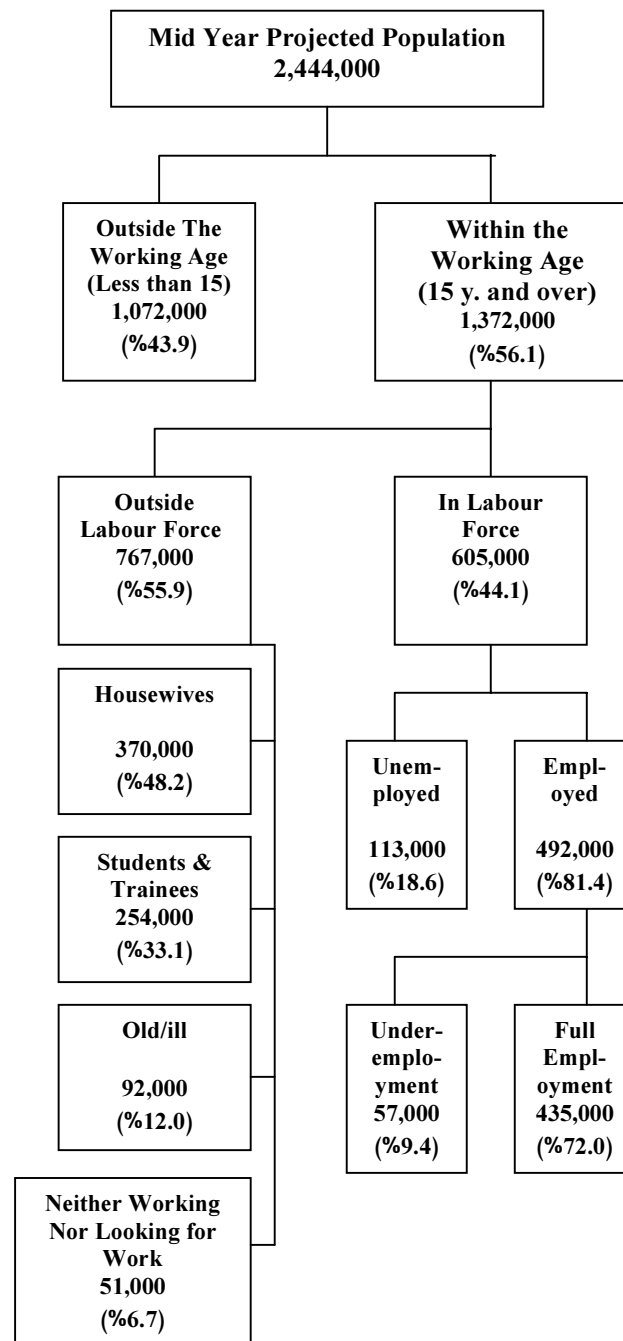 Mid Year Projected Population
2,444,000
Outside The
Working Age
(Less than 15)
1,072,000
(%43.9)
Within the
Working Age
(15 y. and over)
1,372,000
(%56.1)
Outside
Labour Force
767,000
(%55.9)
In Labour
Force
605,000
(%44.1)
Housewives
370,000
(%48.2)
Unem-
ployed
113,000
(%18.6)
Empl-
oyed
492,000
(%81.4)
Students &
Trainees
254,000
(%33.1)
Old/ill
92,000
(%12.0)
Under-
emplo-
yment
57,000
(%9.4)
Full
Empl-
oyment
435,000
(%72.0)
Neither Working
Nor Looking for
Work
51,000
(%6.7)